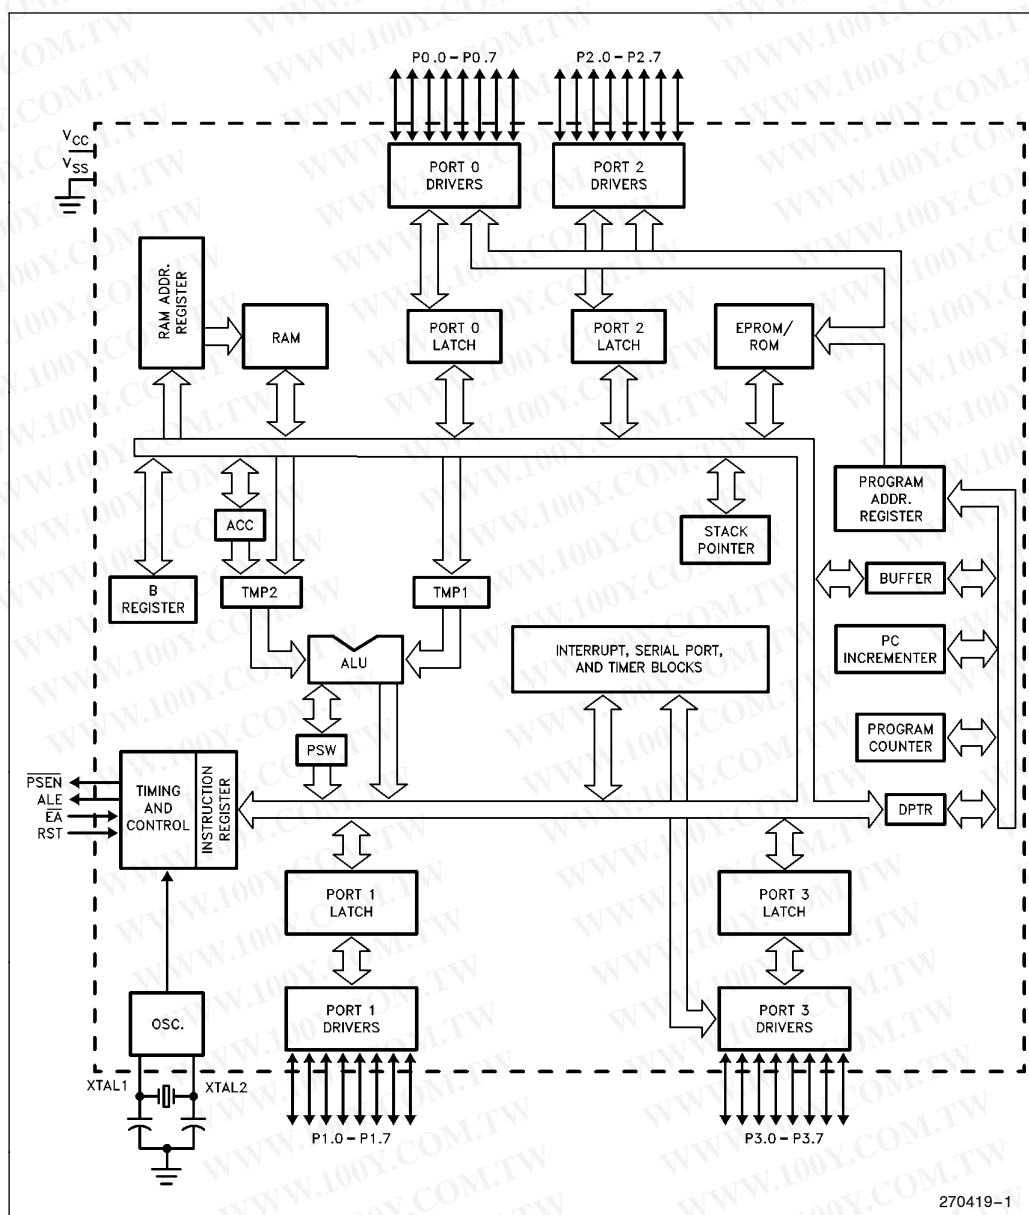 P0.0–P0.7
P2.0–P2.7
VCC
VSS
PORT 0
DRIVERS
PORT 2
DRIVERS
RAM ADDR.
REGISTER
RAM
PORT 0
LATCH
PORT 2
LATCH
EPROM/
ROM
PROGRAM
ADDR.
REGISTER
ACC
STACK
POINTER
B
REGISTER
TMP2
TMP1
BUFFER
ALU
INTERRUPT, SERIAL PORT,
AND TIMER BLOCKS
PC
INCREMENTER
PSW
PROGRAM
COUNTER
PSEN
ALE
EA
RST
TIMING
AND
CONTROL
INSTRUCTION
REGISTER
DPTR
PORT 1
LATCH
PORT 3
LATCH
OSC.
PORT 1
DRIVERS
PORT 3
DRIVERS
XTAL1
XTAL2
P1.0–P1.7
P3.0–P3.7
270419–1
WWW.100Y.COM.TW